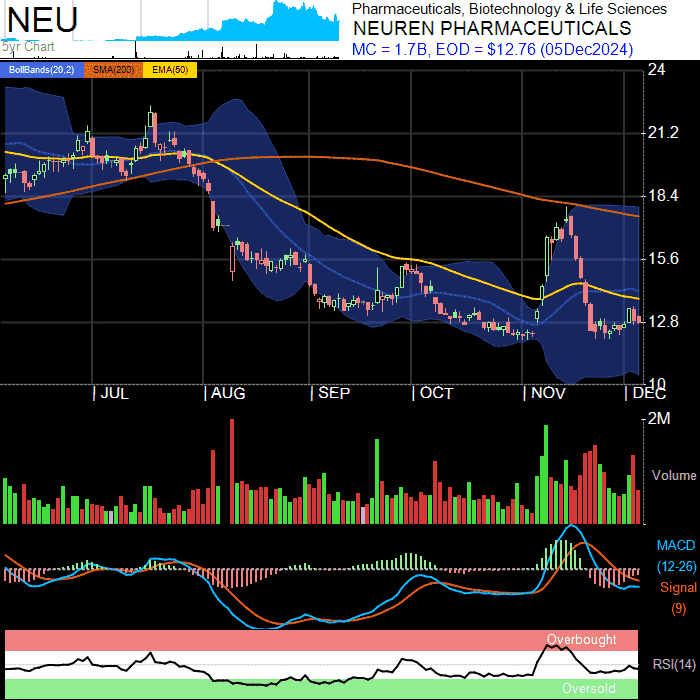 NEU
5yr Chart
Pharmaceuticals, Biotechnology & Life Sciences
NEUREN PHARMACEUTICALS
MC = 1.7B, EOD = $12.76 (05Dec2024)
BollBands(20,2) SMA(200) EMA(50)
24
21.2
18.4
15.6
12.8
10
JUL AUG SEP OCT NOV DEC
2M
Volume
MACD
(12-26)
Signal
(9)
Overbought
RSI(14)
Oversold